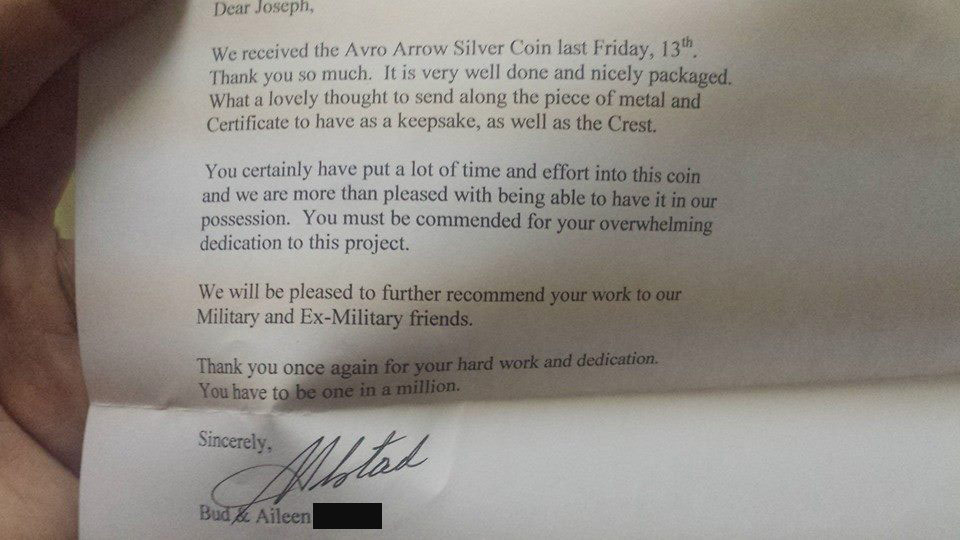 Dear Joseph,
We received the Avro Arrow Silver Coin last Friday, 13th.
Thank you so much. It is very well done and nicely packaged.
What a lovely thought to send along the piece of metal and
Certificate to have as a keepsake, as well as the Crest.
You certainly have put a lot of time and effort into this coin
and we are more than pleased with being able to have it in our
possession. You must be commended for your overwhelming
dedication to this project.
We will be pleased to further recommend your work to our
Military and Ex-Military friends.
Thank you once again for your hard work and dedication.
You have to be one in a million.
Sincerely,
Bud & Aileen